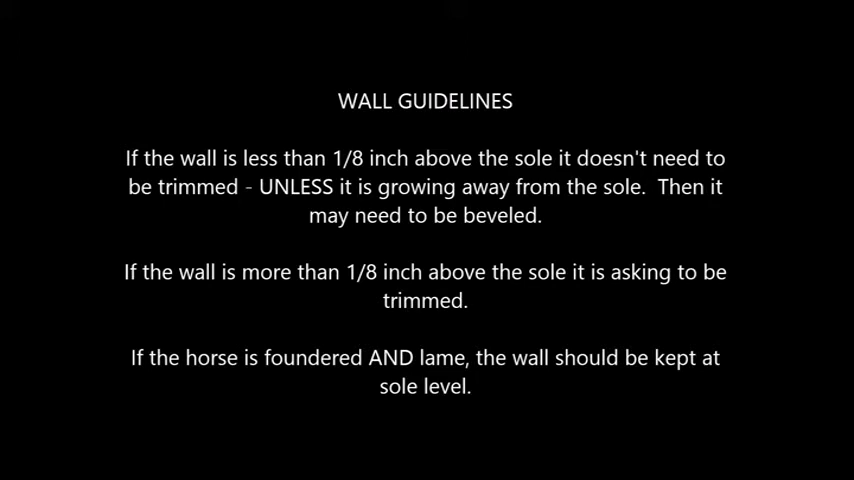 WALL GUIDELINES
If the wall is less than 1/8 inch above the sole it doesn't need to
be trimmed - UNLESS it is growing away from the sole.  Then it
may need to be beveled.
If the wall is more than 1/8 inch above the sole it is asking to be
trimmed.
If the horse is foundered AND lame, the wall should be kept at
sole level.